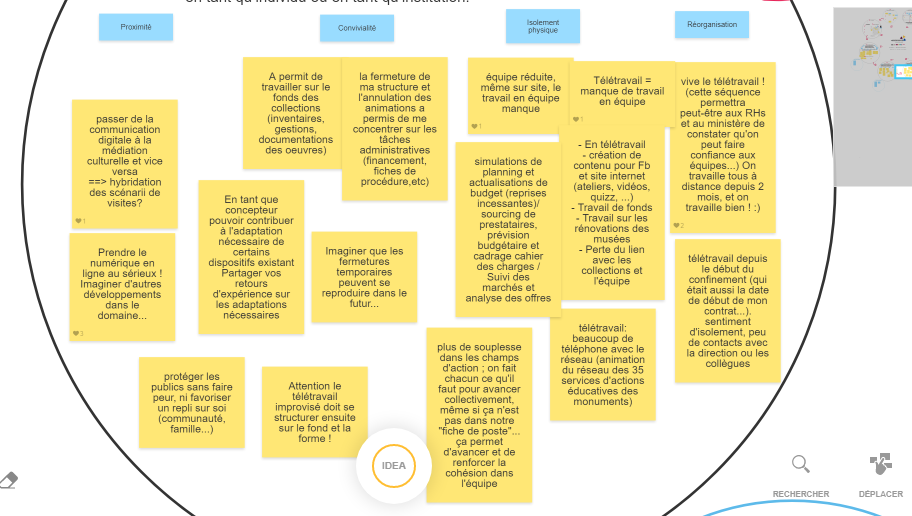 en tant qu'individu ou en tant qu'institution.
Proximité
Convivialité
Isolement
physique
Réorganisation
passer de la
communication
digitale à la
médiation
culturelle et vice
versa
==> hybridation
des scénarii de
visites?
1
Prendre le
numérique en
ligne au sérieux !
Imaginer d'autres
développements
dans le
domaine...
A permit de
travailler sur le
fonds des
collections
(inventaires,
gestions,
documentations
des oeuvres)
la fermeture de
ma structure et
l'annulation des
animations a
permis de me
concentrer sur les
tâches
administratives
(financement,
fiches de
procédure,etc)
En tant que
concepteur
pouvoir contribuer
à l'adaptation
nécessaire de
certains
dispositifs existant
Partager vos
retours
d'expérience sur
les adaptations
nécessaires
Imaginer que les
fermetures
temporaires
peuvent se
reproduire dans le
futur...
protéger les
publics sans faire
peur, ni favoriser
un repli sur soi
(communauté,
famille...)
Attention le
télétravail
improvisé doit se
structurer ensuite
sur le fond et la
forme !
équipe réduite,
même sur site, le
travail en équipe
manque
1
Télétravail =
manque de travail
en équipe
1
simulations de
planning et
actualisations de
budget (reprises
incessantes)/
sourcing de
prestataires,
prévision
budgétaire et
cadrage cahier
des charges /
Suivi des
marchés et
analyse des offres
- En télétravail
- création de
contenu pour Fb
et site internet
(ateliers, vidéos,
quizz, ...)
- Travail de fonds
- Travail sur les
rénovations des
musées
- Perte du lien
avec les
collections et
l'équipe
vive le télétravail !
(cette séquence
permettra
peut-être aux RHs
et au ministère de
constater qu'on
peut faire
confiance aux
équipes...) On
travaille tous à
distance depuis 2
mois, et on
travaille bien ! :)
2
télétravail depuis
le début du
confinement (qui
était aussi la date
de début de mon
contrat...).
sentiment
d'isolement, peu
de contacts avec
la direction ou les
collègues
télétravail:
beaucoup de
téléphone avec le
réseau (animation
du réseau des 35
services d'actions
éducatives des
monuments)
plus de souplesse
dans les champs
d'action ; on fait
chacun ce qu'il
faut pour avancer
collectivement,
même si ça n'est
pas dans notre
"fiche de poste"...
ça permet
d'avancer et de
renforcer la
cohésion dans
l'équipe
IDEA
RECHERCHER
DÉPLACER